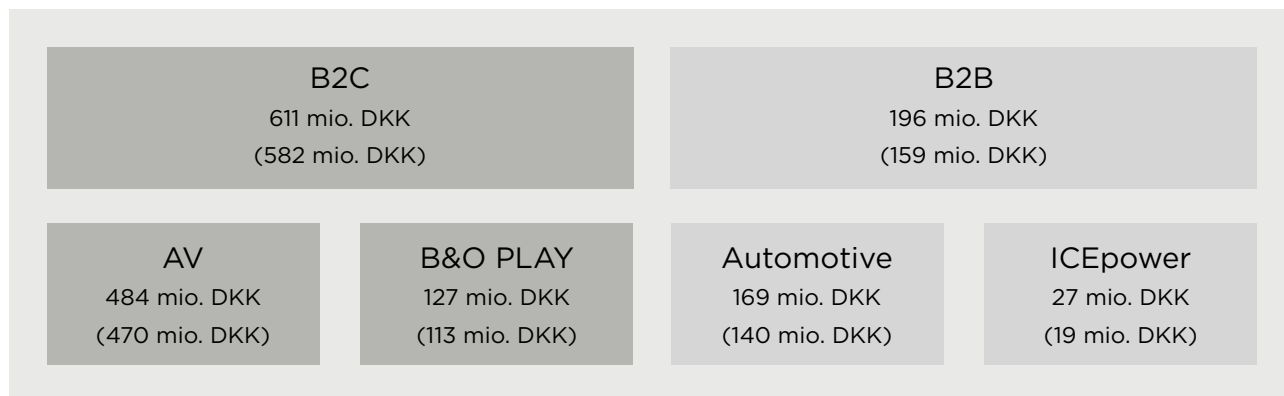 B2C
611 mio. DKK
(582 mio. DKK)
B2B
196 mio. DKK
(159 mio. DKK)
AV
484 mio. DKK
(470 mio. DKK)
B&O PLAY
127 mio. DKK
(113 mio. DKK)
Automotive
169 mio. DKK
(140 mio. DKK)
ICEpower
27 mio. DKK
(19 mio. DKK)